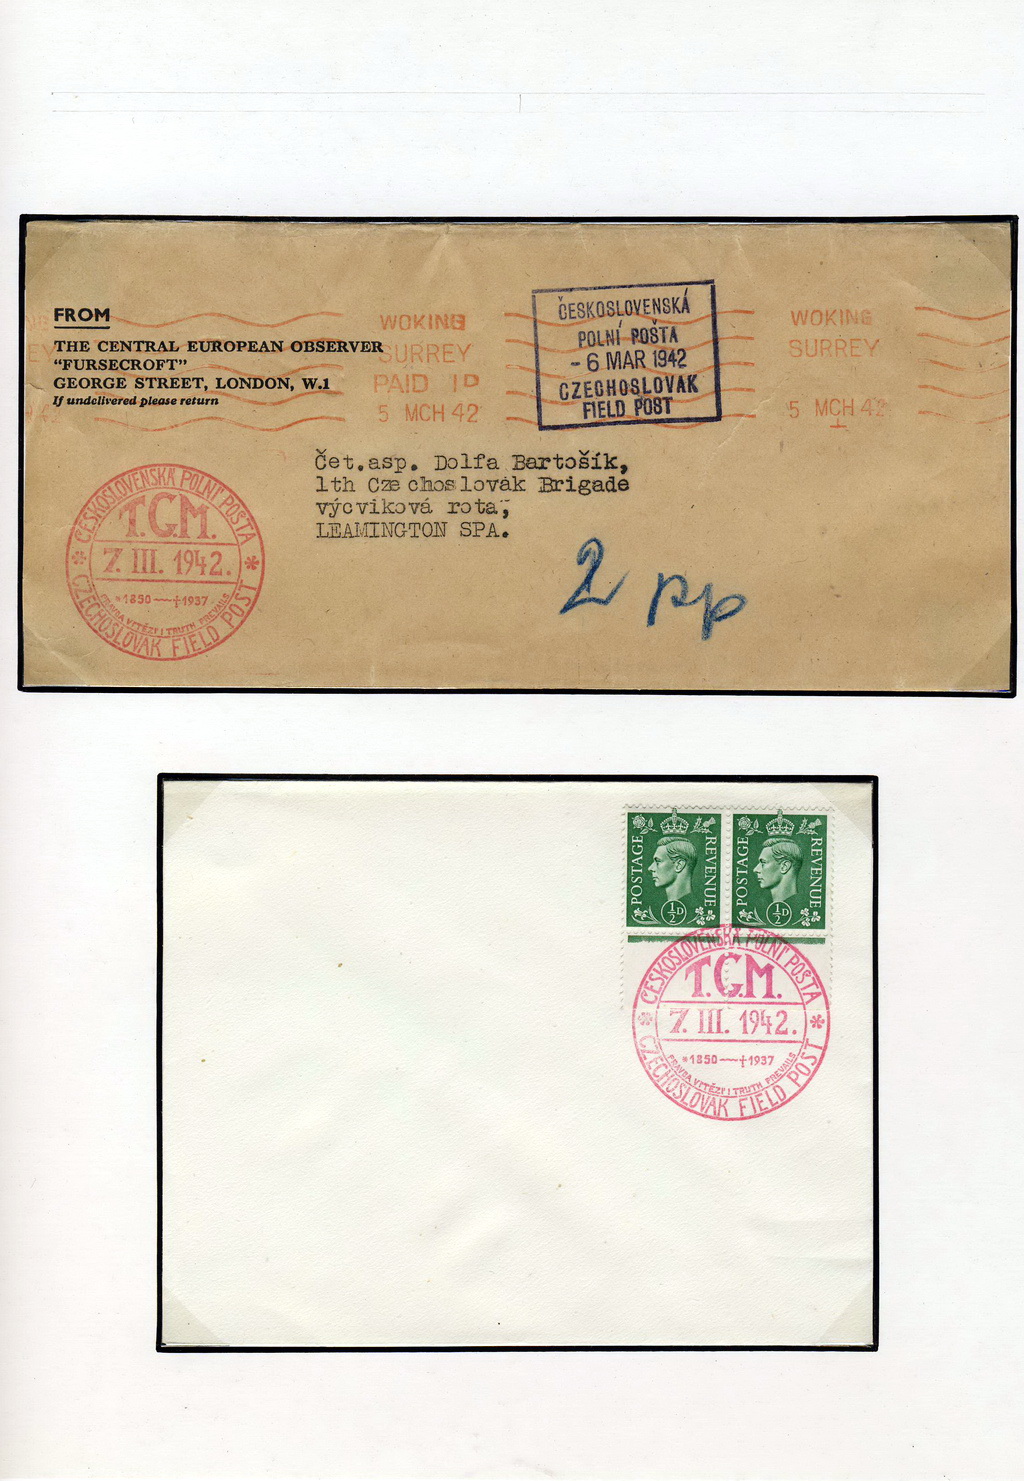 FROM
THE CENTRAL EUROPEAN OBSERVER
“FURSECROFT”
GEORGE STREET, LONDON, W.1
If undelivered please return
WOKING
SURREY
PAID 1D
5 MCH 42
ČESKOSLOVENSKÁ
POLNÍ POŠTA
- 6 MAR 1942
CZECHOSLOVAK
FIELD POST
WOKING
SURREY
5 MCH 42
Čet.asp. Dolfa Bartošík,
1th Czechoslovak Brigade
výcviková rota,
LEAMINGTON SPA.
2 pp
ČESKOSLOVENSKÁ POLNÍ POŠTA
T.G.M.
7. III. 1942.
*1850—†1937
PRAVDA VÍTĚZÍ ! TRUTH PREVAILS
CZECHOSLOVAK FIELD POST
POSTAGE REVENUE
½D
POSTAGE REVENUE
½D
ČESKOSLOVENSKÁ POLNÍ POŠTA
T.G.M.
7. III. 1942.
*1850—†1937
PRAVDA VÍTĚZÍ ! TRUTH PREVAILS
CZECHOSLOVAK FIELD POST